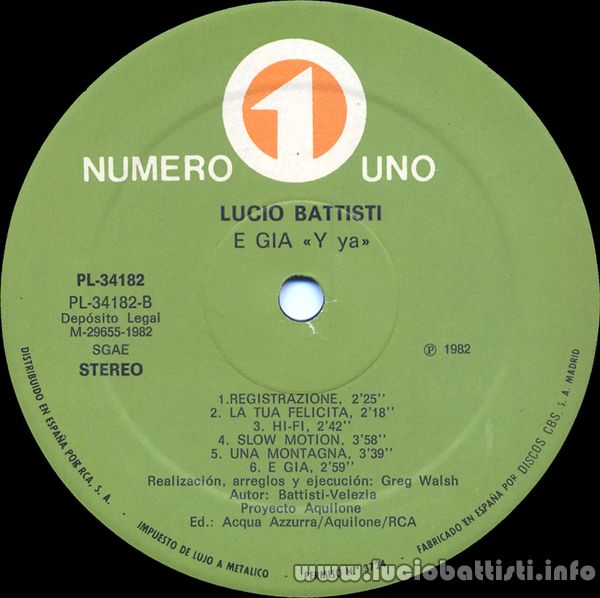 1
NUMERO UNO
LUCIO BATTISTI
E GIA «Y ya»
PL-34182
PL-34182-B
Depósito Legal
M-29655-1982
SGAE
STEREO
℗ 1982
1.REGISTRAZIONE, 2'25''
2. LA TUA FELICITA, 2'18''
3. HI-FI, 2'42''
4. SLOW MOTION, 3'58''
5. UNA MONTAGNA, 3'39''
6. E GIA, 2'59''
Realización, arreglos y ejecución: Greg Walsh
Autor: Battisti-Velezia
Proyecto Aquilone
Ed.: Acqua Azzurra/Aquilone/RCA
DISTRIBUIDO EN ESPAÑA POR RCA, S. A.
IMPUESTO DE LUJO A METALICO -
FABRICADO EN ESPAÑA POR DISCOS CBS. S. A. MADRID
www.luciobattisti.info